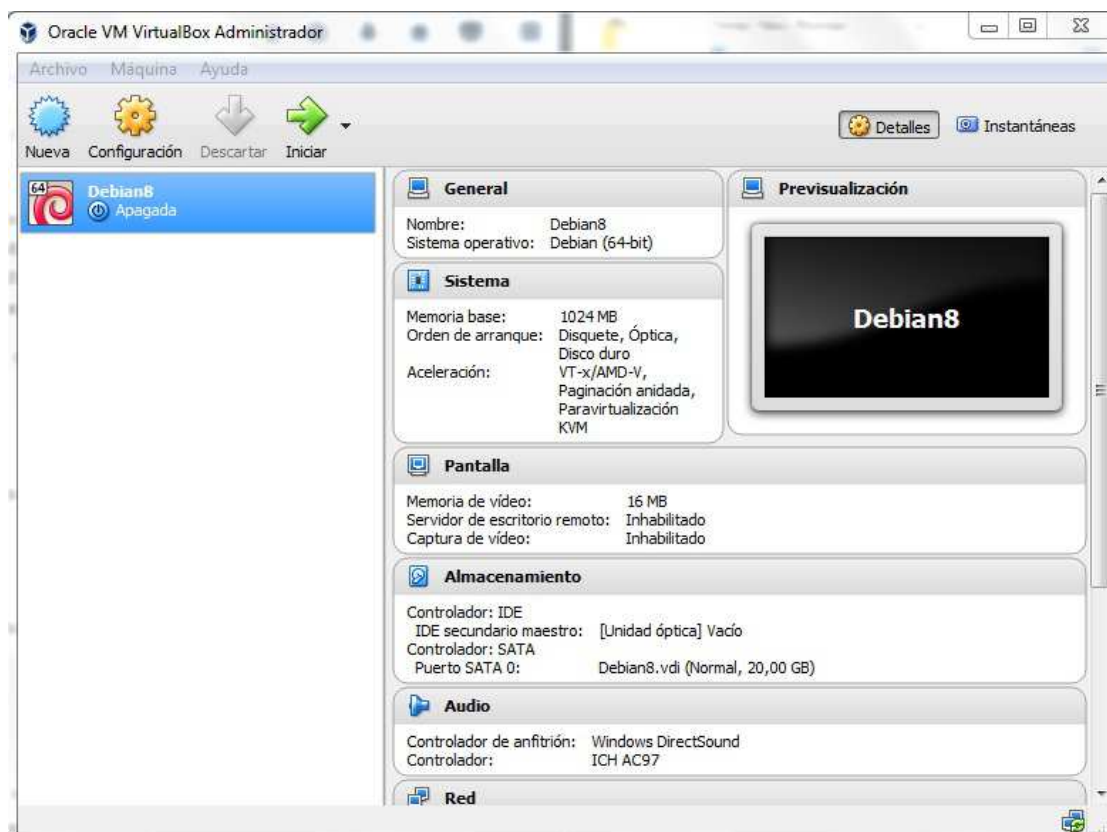 Oracle VM VirtualBox Administrador
Archivo Máquina Ayuda
Nueva Configuración Descartar Iniciar
Detalles Instantáneas
64 Debian8
Apagada
General
Nombre: Debian8
Sistema operativo: Debian (64-bit)
Previsualización
Debian8
Sistema
Memoria base: 1024 MB
Orden de arranque: Disquete, Óptica,
Disco duro
Aceleración: VT-x/AMD-V,
Paginación anidada,
Paravirtualización
KVM
Pantalla
Memoria de vídeo: 16 MB
Servidor de escritorio remoto: Inhabilitado
Captura de vídeo: Inhabilitado
Almacenamiento
Controlador: IDE
IDE secundario maestro: [Unidad óptica] Vacío
Controlador: SATA
Puerto SATA 0: Debian8.vdi (Normal, 20,00 GB)
Audio
Controlador de anfitrión: Windows DirectSound
Controlador: ICH AC97
Red